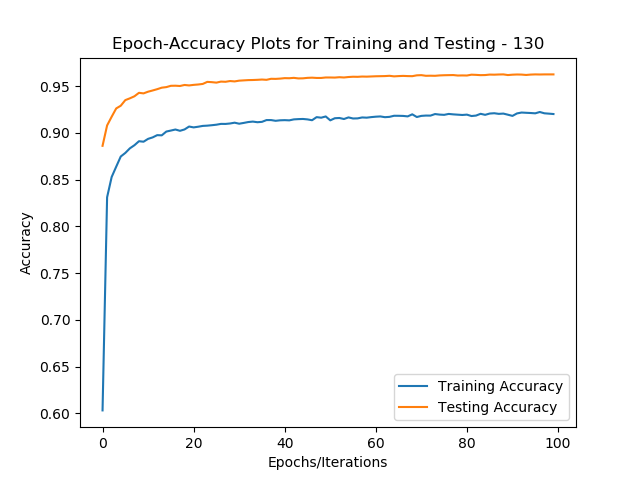 Epoch-Accuracy Plots for Training and Testing - 130
Accuracy
0.95
0.90
0.85
0.80
0.75
0.70
0.65
0.60
0
20
40
60
80
100
Epochs/Iterations
Training Accuracy
Testing Accuracy